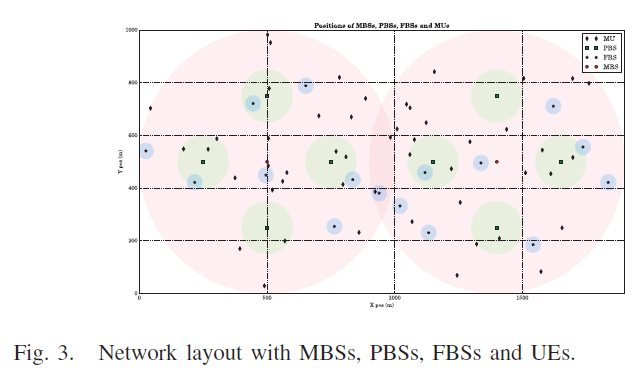 Positions of MBSs, PBSs, FBSs and MUs
MU
PBS
FBS
MBS
Y pos (m)
1000
800
600
400
200
0
0
500
1000
1500
X pos (m)
Fig. 3. Network layout with MBSs, PBSs, FBSs and UEs.